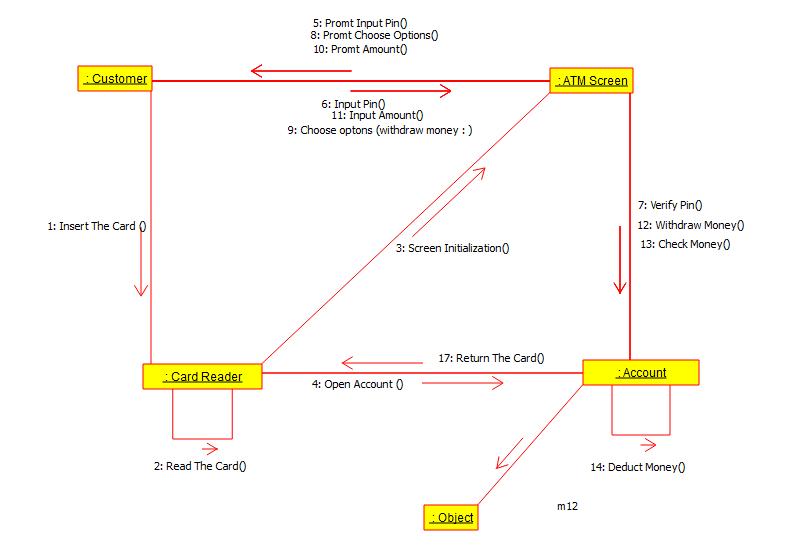 5: Promt Input Pin()
8: Promt Choose Options()
10: Promt Amount()
: Customer
: ATM Screen
6: Input Pin()
11: Input Amount()
9: Choose optons (withdraw money : )
1: Insert The Card ()
7: Verify Pin()
12: Withdraw Money()
13: Check Money()
3: Screen Initialization()
17: Return The Card()
: Card Reader
: Account
4: Open Account ()
2: Read The Card()
14: Deduct Money()
m12
: Object